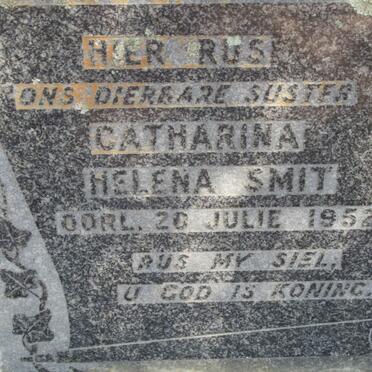 HIER RUS
ONS DIERBARE SUSTER
CATHARINA
HELENA SMIT
OORL. 20 JULIE 1952
RUS MY SIEL,
U GOD IS KONING.